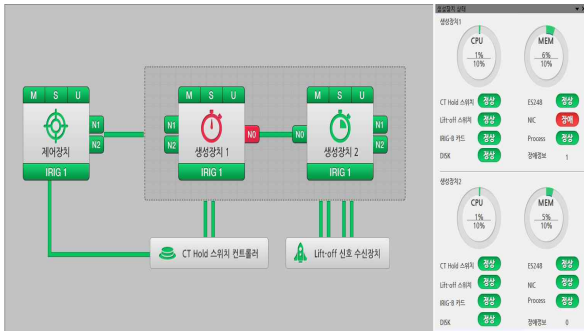 M S U
제어장치
N1
N2
IRIG 1
M S U
N1
N2
생성장치 1
N0
IRIG 1
M S U
N0
생성장치 2
N1
N2
IRIG 1
CT Hold 스위치 컨트롤러
Lift-off 신호 수신장치
생성장치 상태
생성장치1
CPU
1%
10%
MEM
6%
10%
CT Hold 스위치 정상 ES248 정상
Lift-off 스위치 정상 NIC 장애
IRIG-B 카드 정상 Process 정상
DISK 정상 장애정보 1
생성장치2
CPU
1%
10%
MEM
5%
10%
CT Hold 스위치 정상 ES248 정상
Lift-off 스위치 정상 NIC 정상
IRIG-B 카드 정상 Process 정상
DISK 정상 장애정보 0